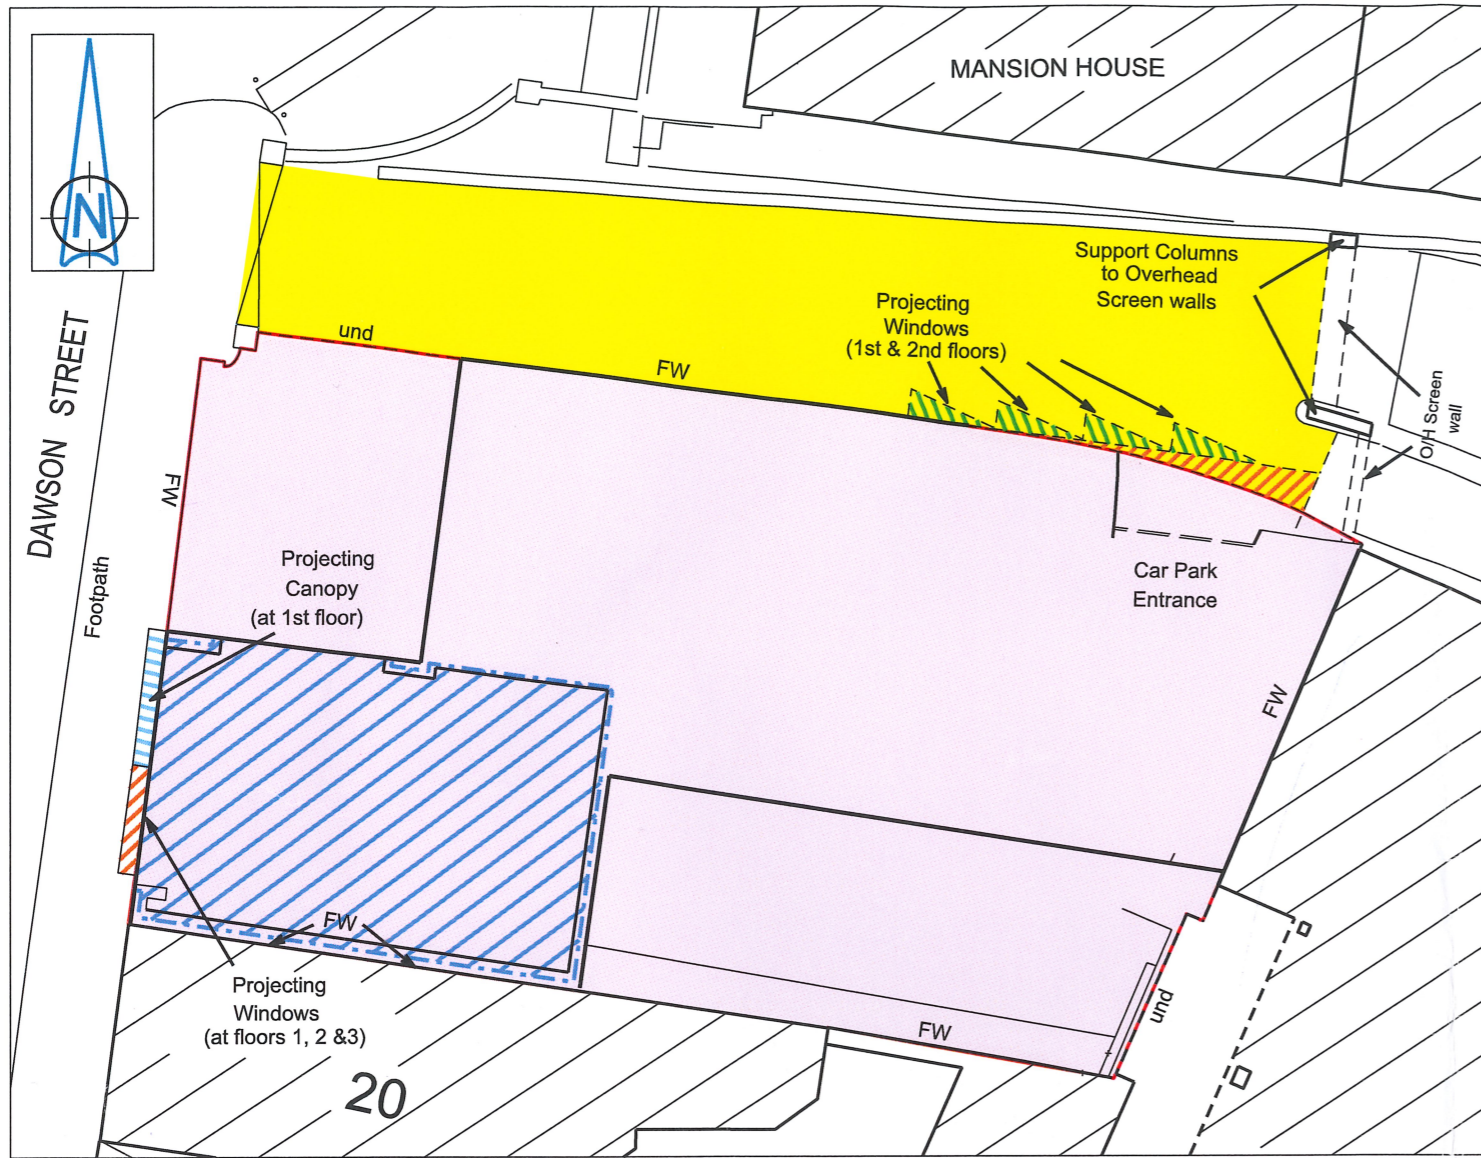 MANSION HOUSE
N
Support Columns
to Overhead
Screen walls
Projecting
Windows
(1st & 2nd floors)
und
FW
O/H Screen
wall
DAWSON STREET
FW
Footpath
Projecting
Canopy
(at 1st floor)
Car Park
Entrance
FW
FW
Projecting
Windows
(at floors 1, 2 &3)
und
FW
20